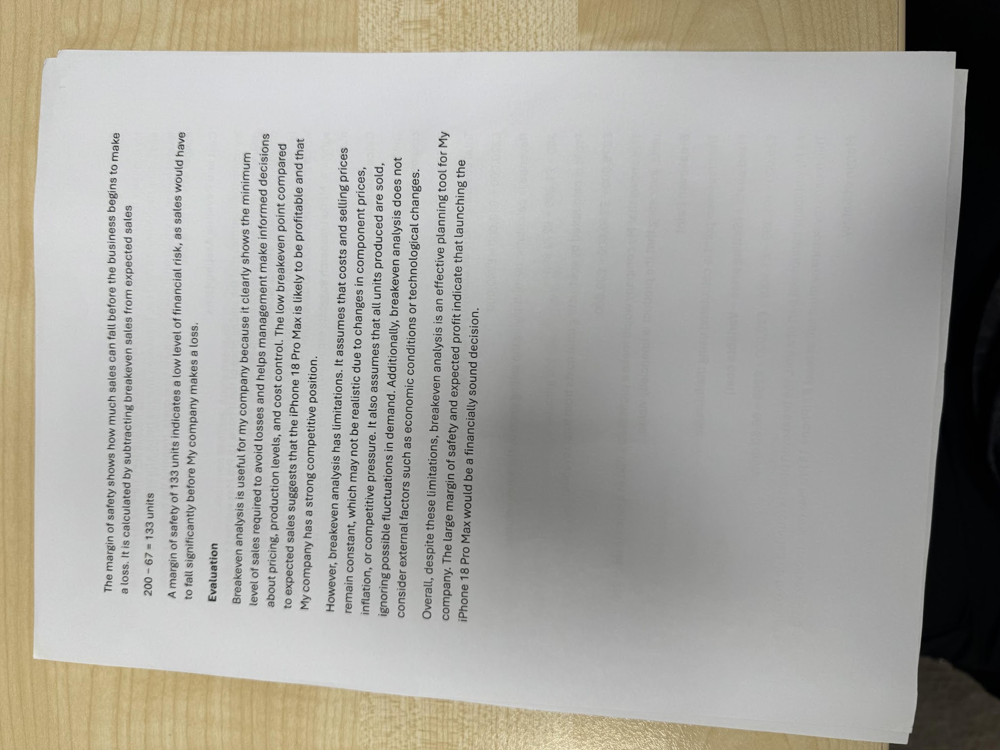 The margin of safety shows how much sales can fall before the business begins to make
a loss. It is calculated by subtracting breakeven sales from expected sales
200 – 67 = 133 units
A margin of safety of 133 units indicates a low level of financial risk, as sales would have
to fall significantly before My company makes a loss.
Evaluation
Breakeven analysis is useful for my company because it clearly shows the minimum
level of sales required to avoid losses and helps management make informed decisions
about pricing, production levels, and cost control. The low breakeven point compared
to expected sales suggests that the iPhone 18 Pro Max is likely to be profitable and that
My company has a strong competitive position.
However, breakeven analysis has limitations. It assumes that costs and selling prices
remain constant, which may not be realistic due to changes in component prices,
inflation, or competitive pressure. It also assumes that all units produced are sold,
ignoring possible fluctuations in demand. Additionally, breakeven analysis does not
consider external factors such as economic conditions or technological changes.
Overall, despite these limitations, breakeven analysis is an effective planning tool for My
company. The large margin of safety and expected profit indicate that launching the
iPhone 18 Pro Max would be a financially sound decision.